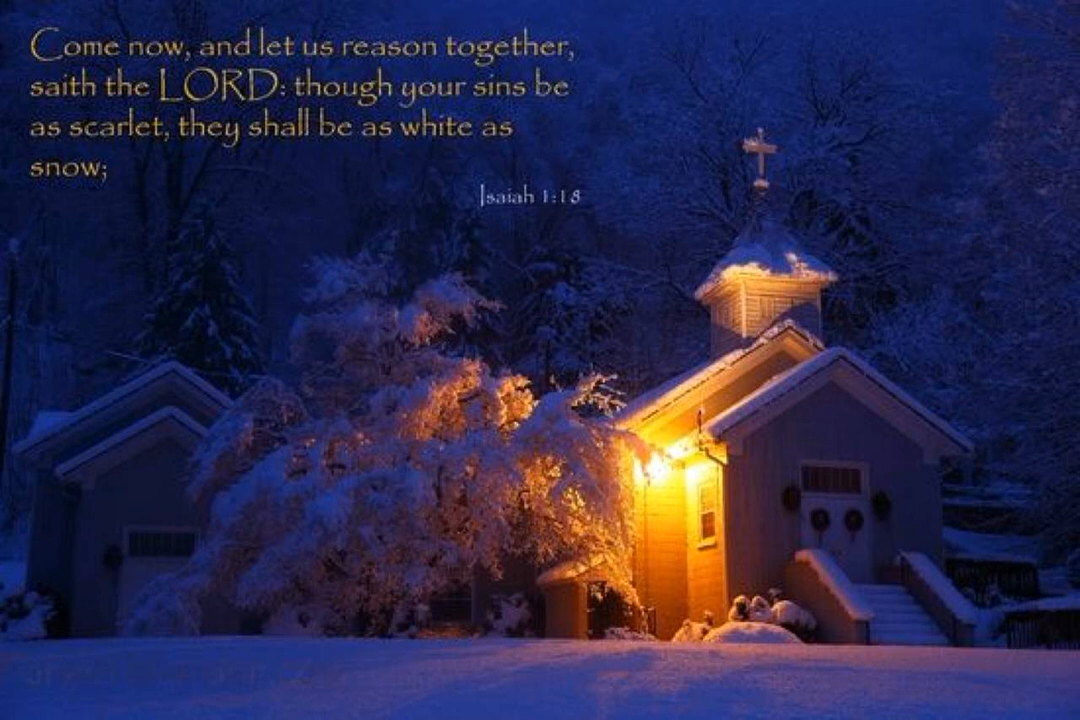 Come now, and let us reason together,
saith the LORD: though your sins be
as scarlet, they shall be as white as
snow;
Isaiah 1:18